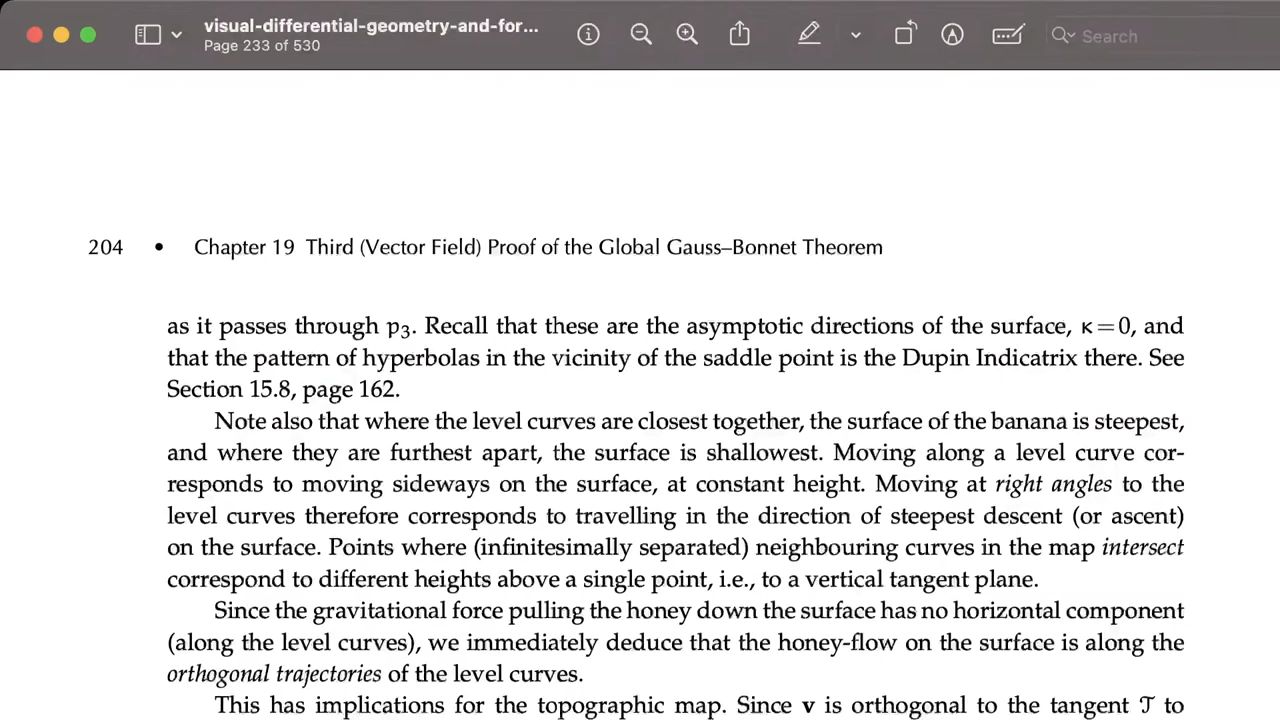 visual-differential-geometry-and-for...
Page 233 of 530
Search
204 • Chapter 19 Third (Vector Field) Proof of the Global Gauss–Bonnet Theorem
as it passes through p₃. Recall that these are the asymptotic directions of the surface, κ=0, and
that the pattern of hyperbolas in the vicinity of the saddle point is the Dupin Indicatrix there. See
Section 15.8, page 162.
Note also that where the level curves are closest together, the surface of the banana is steepest,
and where they are furthest apart, the surface is shallowest. Moving along a level curve cor-
responds to moving sideways on the surface, at constant height. Moving at right angles to the
level curves therefore corresponds to travelling in the direction of steepest descent (or ascent)
on the surface. Points where (infinitesimally separated) neighbouring curves in the map intersect
correspond to different heights above a single point, i.e., to a vertical tangent plane.
Since the gravitational force pulling the honey down the surface has no horizontal component
(along the level curves), we immediately deduce that the honey-flow on the surface is along the
orthogonal trajectories of the level curves.
This has implications for the topographic map. Since v is orthogonal to the tangent 𝒯 to